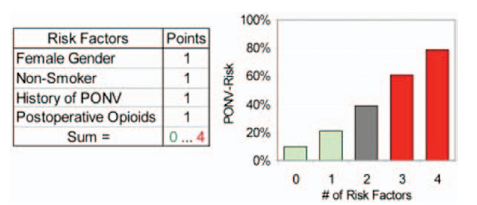 Risk Factors Points
Female Gender 1
Non-Smoker 1
History of PONV 1
Postoperative Opioids 1
Sum = 0 ... 4
PONV-Risk
100%
80%
60%
40%
20%
0%
0 1 2 3 4
# of Risk Factors